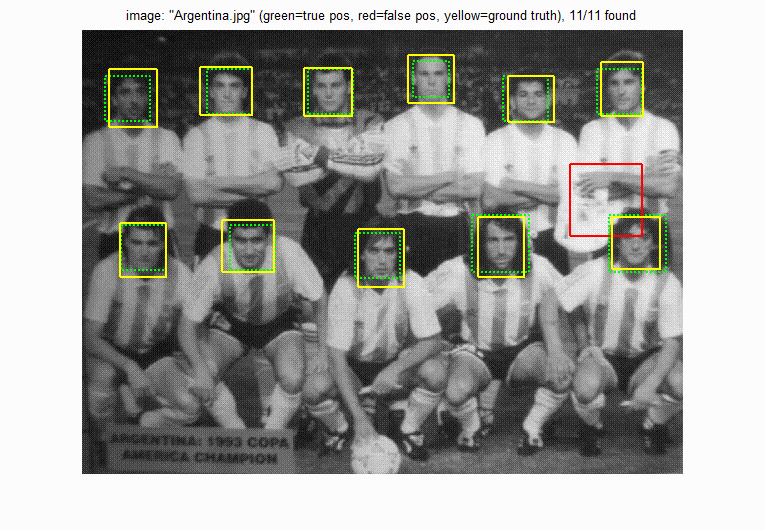 image: "Argentina.jpg" (green=true pos, red=false pos, yellow=ground truth), 11/11 found
ARGENTINA: 1993 COPA
AMERICA CHAMPION